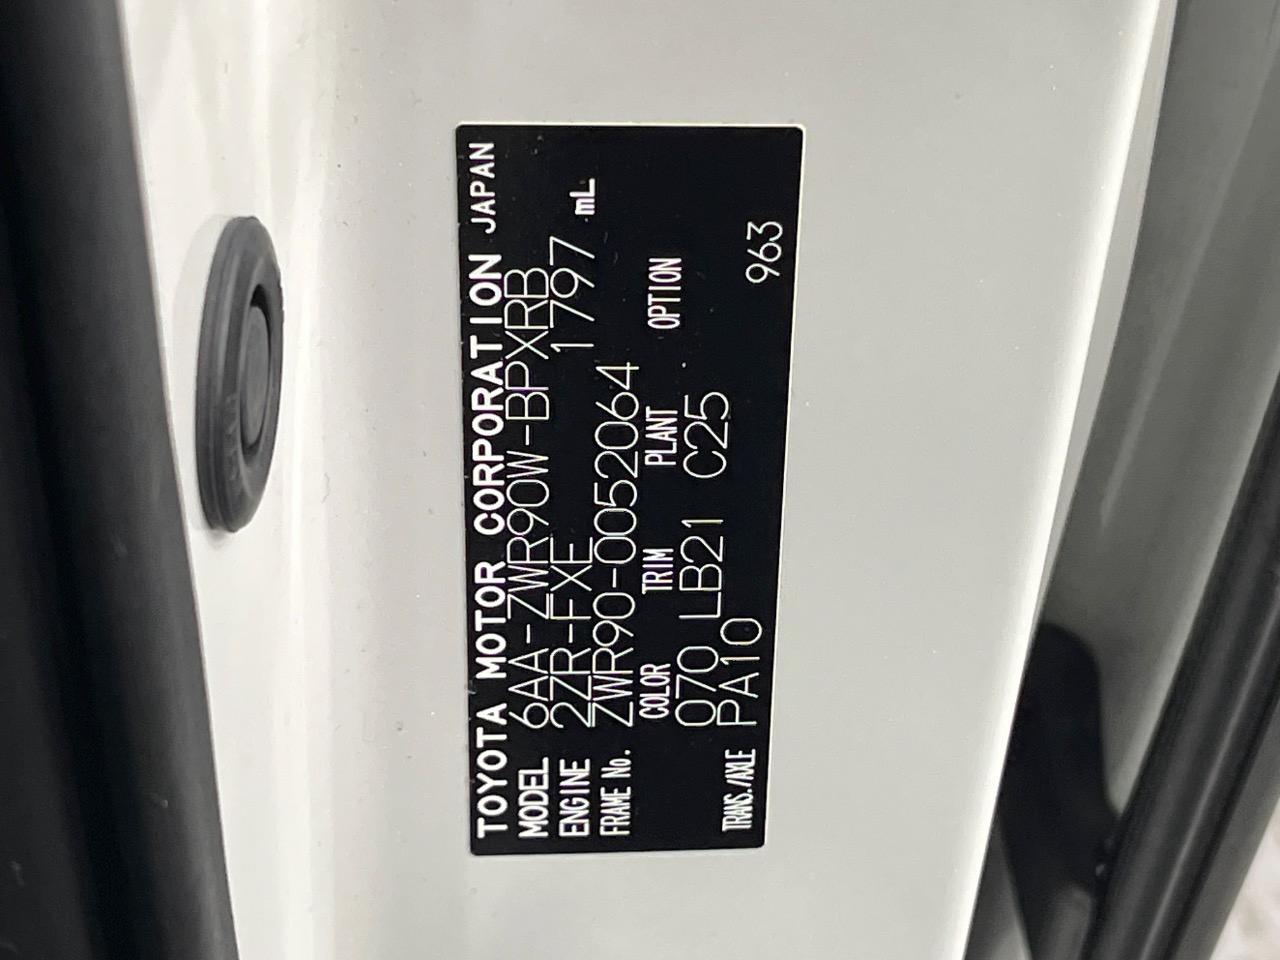 TOYOTA MOTOR CORPORATION JAPAN
MODEL 6AA-ZWR90W-BPXRB
ENGINE 2ZR-FXE 1797 mL
FRAME No. ZWR90-0052064
COLOR TRIM PLANT OPTION
070 LB21 C25
TRANS./AXLE PA10 963